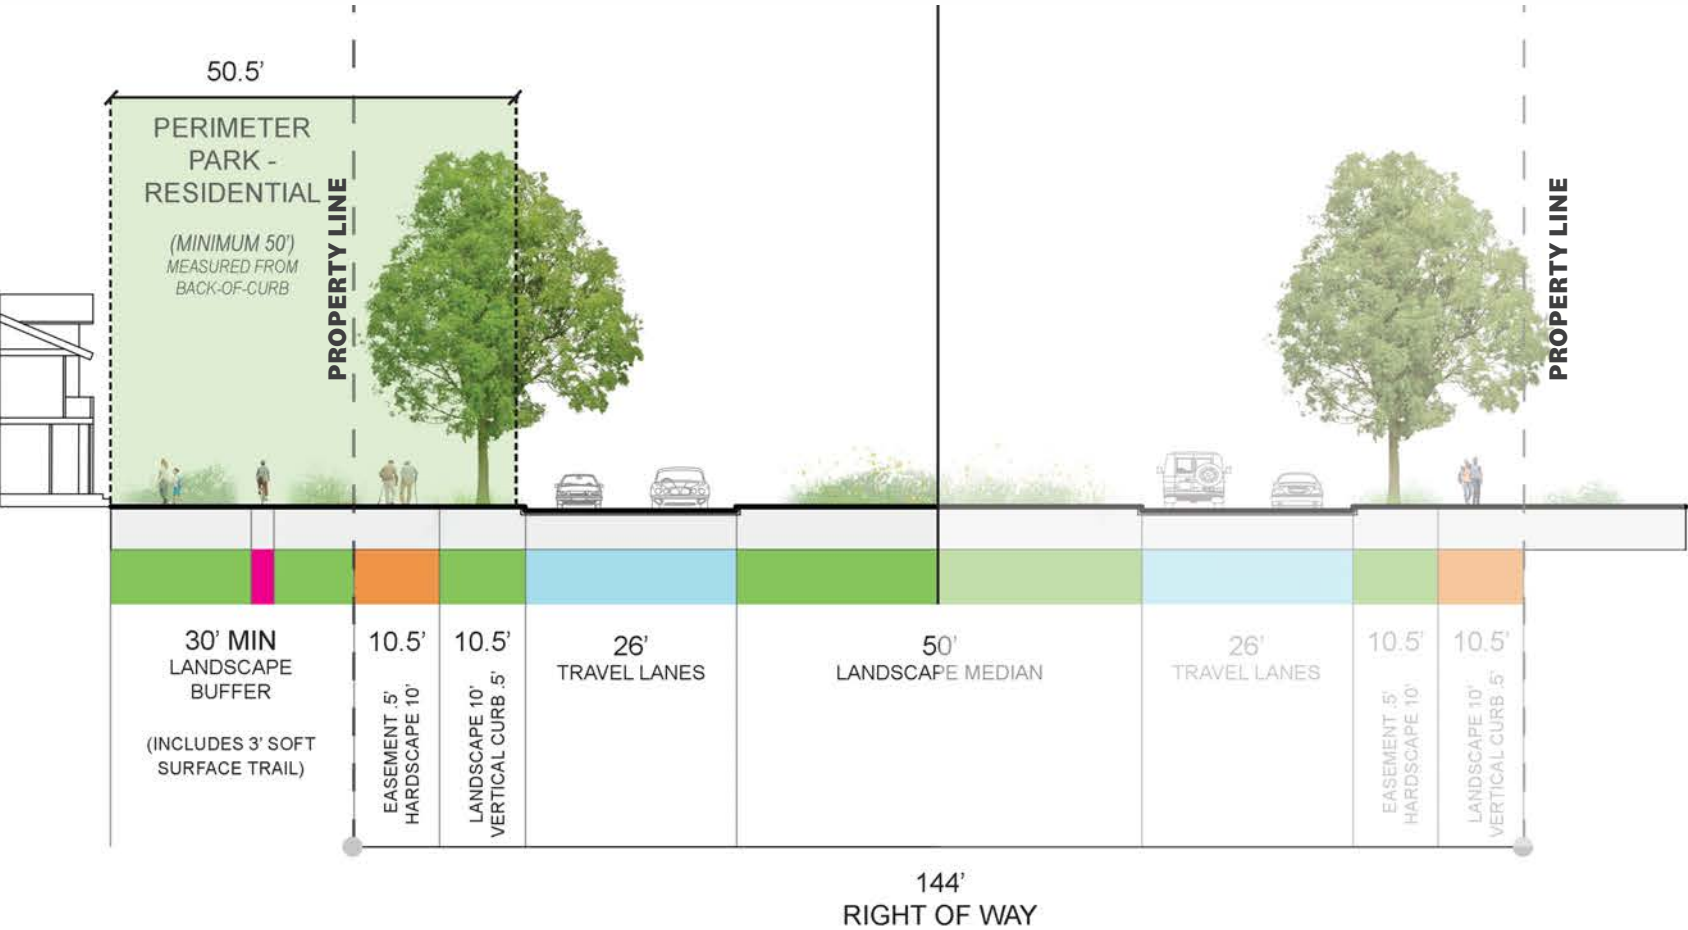 50.5’
PERIMETER
PARK -
RESIDENTIAL
(MINIMUM 50’)
MEASURED FROM
BACK-OF-CURB
PROPERTY LINE
PROPERTY LINE
30’ MIN
LANDSCAPE
BUFFER
(INCLUDES 3’ SOFT
SURFACE TRAIL)
10.5’
EASEMENT .5’
HARDSCAPE 10’
10.5’
LANDSCAPE 10’
VERTICAL CURB .5’
26’
TRAVEL LANES
50’
LANDSCAPE MEDIAN
26’
TRAVEL LANES
10.5’
EASEMENT .5’
HARDSCAPE 10’
10.5’
LANDSCAPE 10’
VERTICAL CURB .5’
144’
RIGHT OF WAY